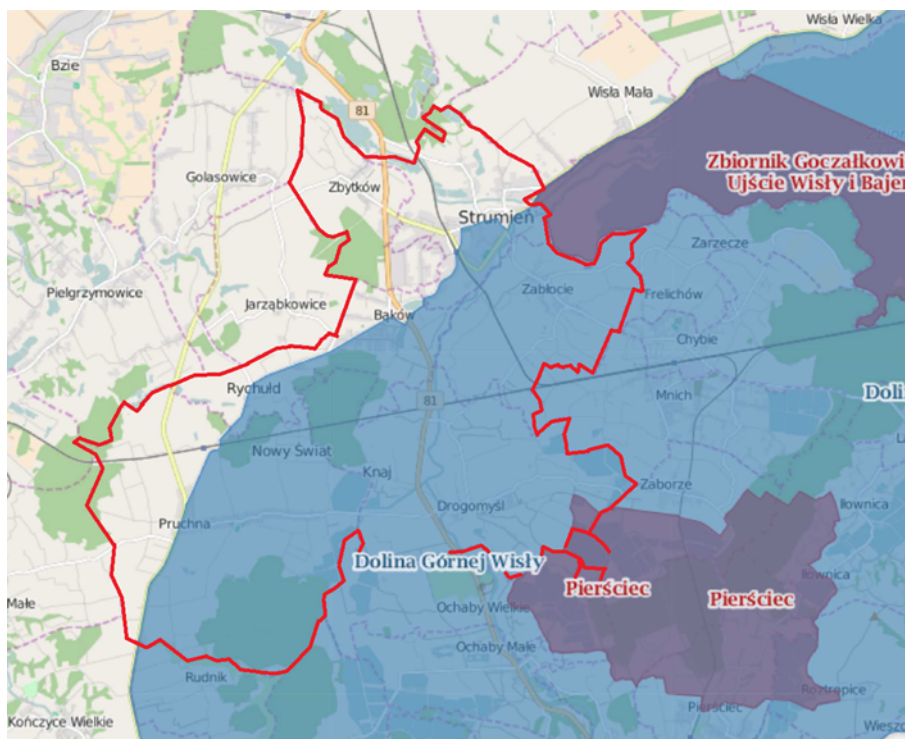 Wisła Wielka
Bzie
Wisła Mała
81
Zbiornik Goczałkowi
Ujście Wisły i Bajer
Golasowice
Zbytków
Strumień
Zarzecze
Pielgrzymowice
Zabłocie
Frelichów
Jarząbkowice
Bąków
Chybie
Rychułd
Mnich
Doli
81
Nowy Świat
Knaj
Zaborze
Drogomyśl
Iłownica
Pruchna
Dolina Górnej Wisły
Iłownica
Pierściec
Pierściec
Małe
Ochaby Wielkie
Ochaby Małe
Rudnik
Roztropice
Pierściec
Kończyce Wielkie
Wieszc